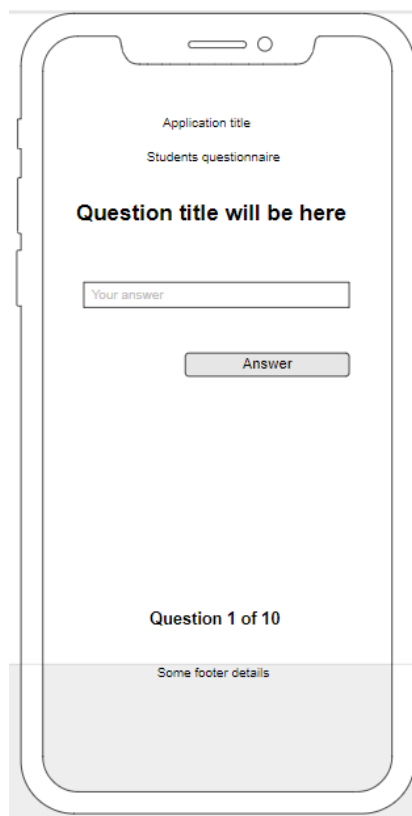 Application title
Students questionnaire
Question title will be here
Your answer
Answer
Question 1 of 10
Some footer details